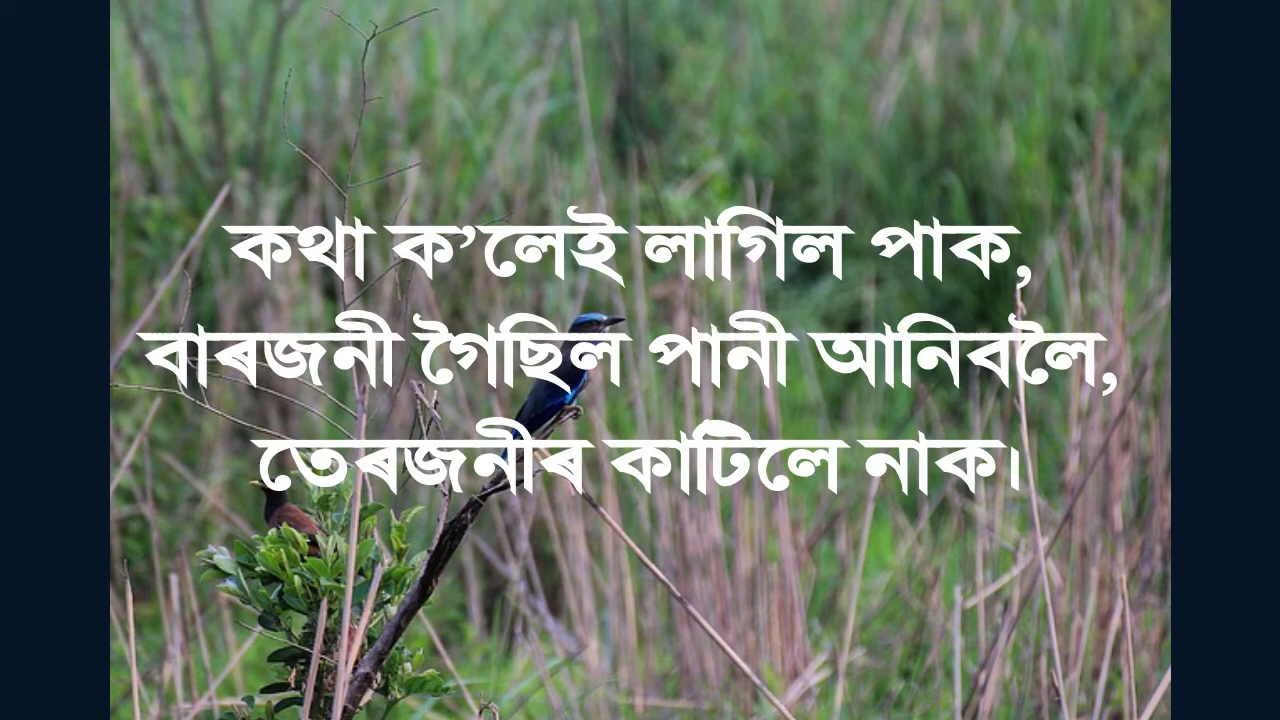 কথা ক’লেই লাগিল পাক,
বাৰজনী গৈছিল পানী আনিবলৈ,
তেৰজনীৰ কাটিলে নাক।